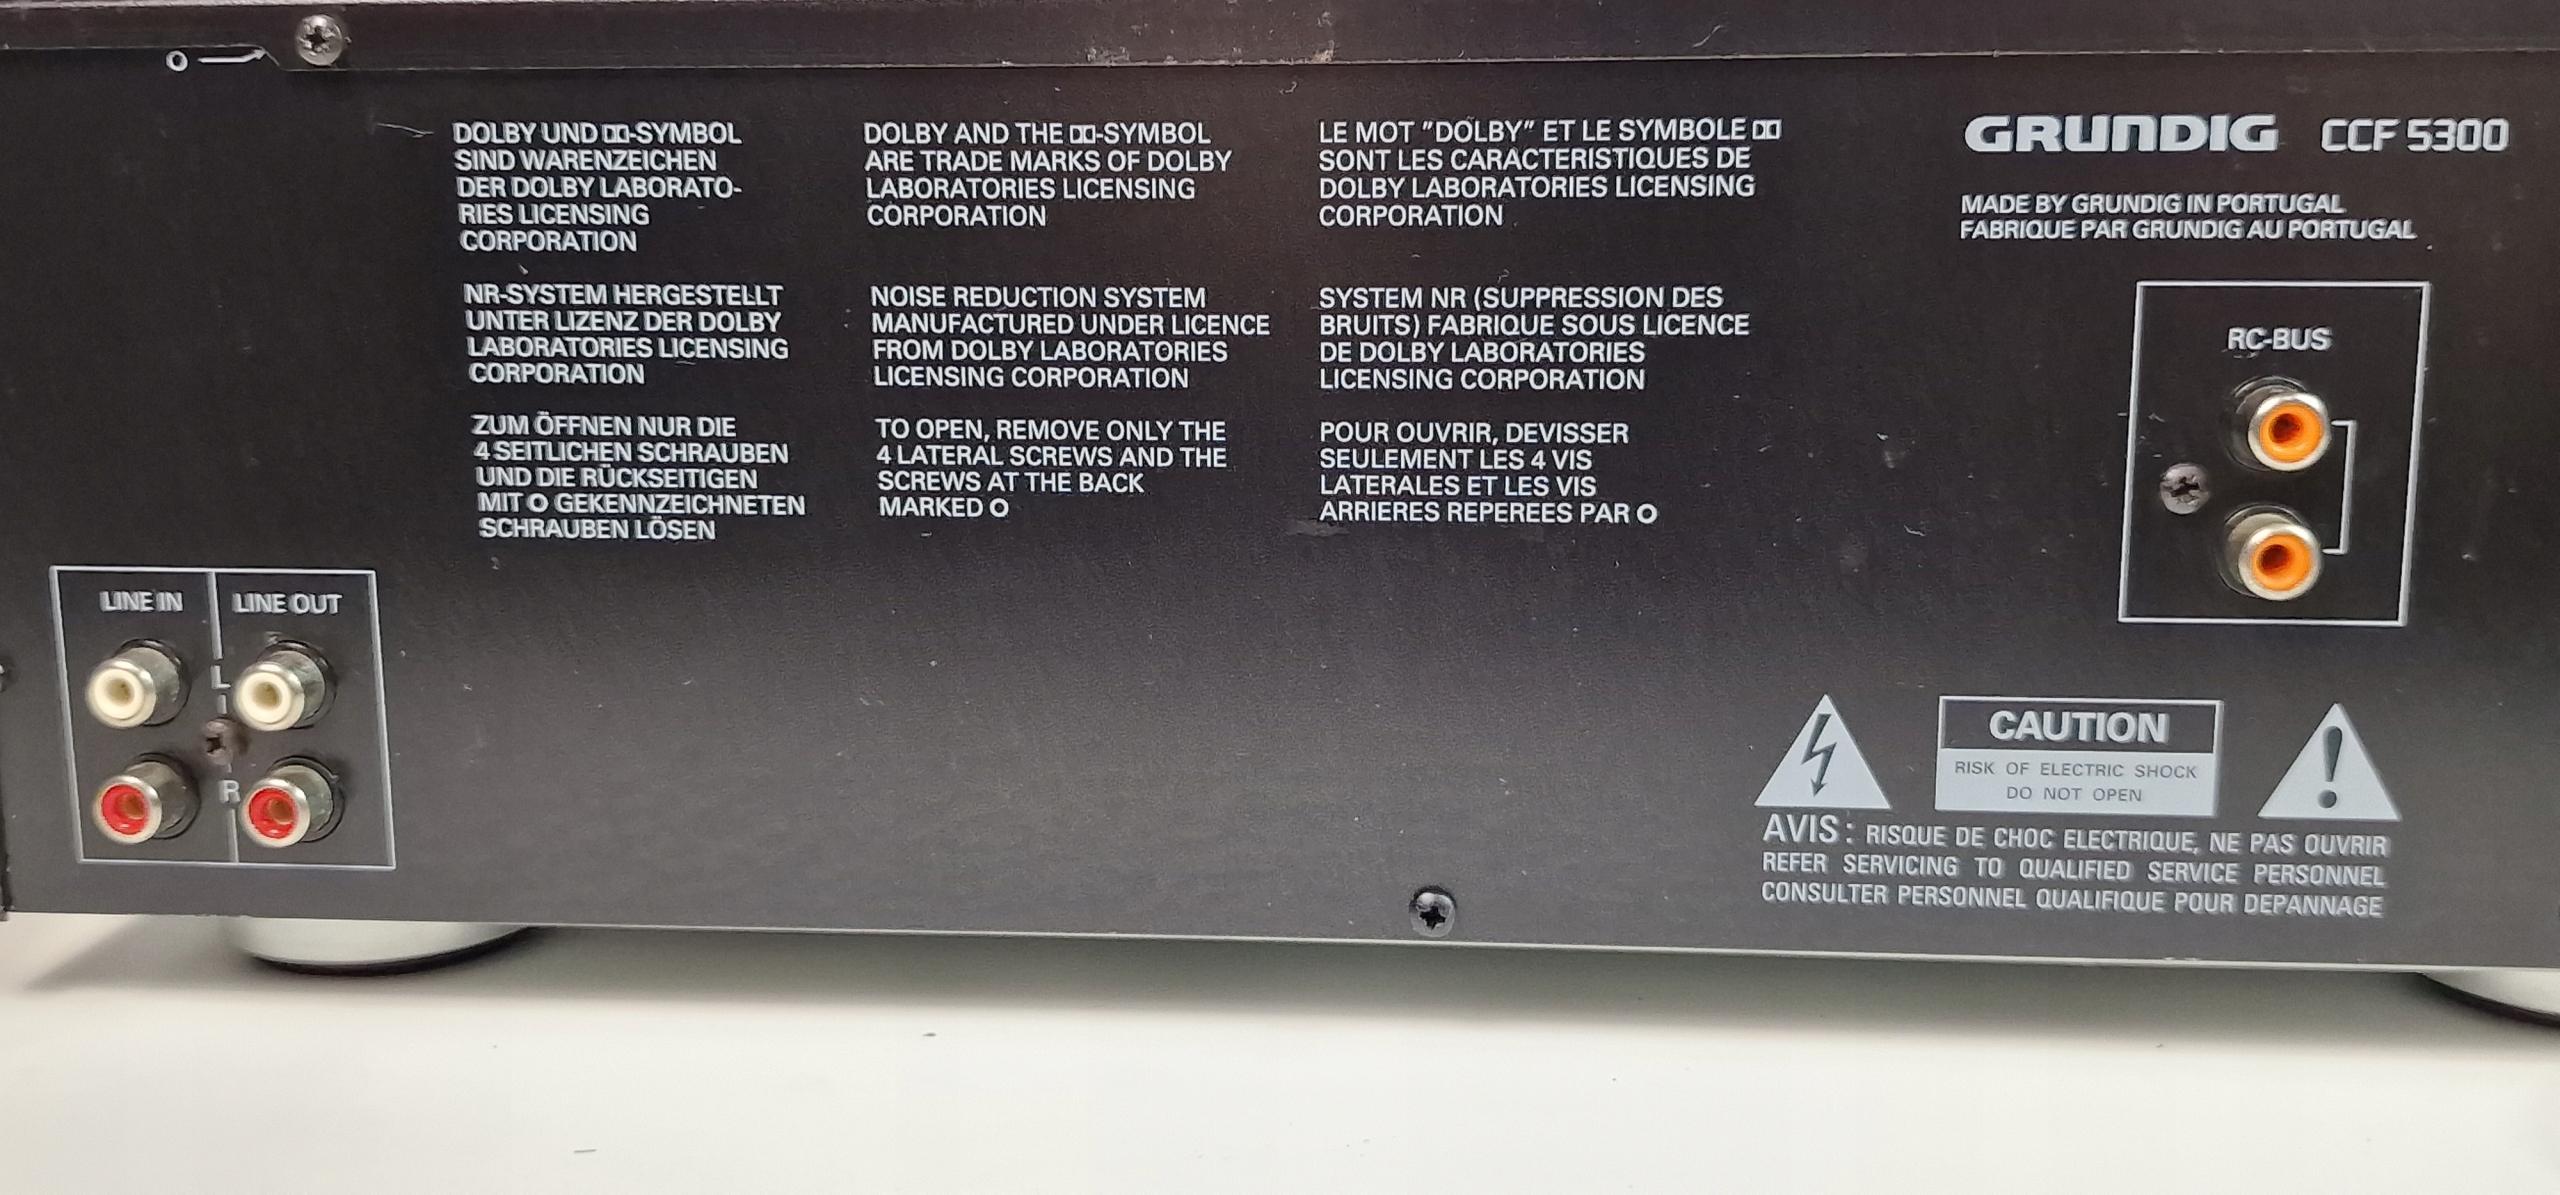 DOLBY UND DD-SYMBOL
SIND WARENZEICHEN
DER DOLBY LABORATO-
RIES LICENSING
CORPORATION
NR-SYSTEM HERGESTELLT
UNTER LIZENZ DER DOLBY
LABORATORIES LICENSING
CORPORATION
ZUM ÖFFNEN NUR DIE
4 SEITLICHEN SCHRAUBEN
UND DIE RÜCKSEITIGEN
MIT O GEKENNZEICHNETEN
SCHRAUBEN LÖSEN
DOLBY AND THE DD-SYMBOL
ARE TRADE MARKS OF DOLBY
LABORATORIES LICENSING
CORPORATION
NOISE REDUCTION SYSTEM
MANUFACTURED UNDER LICENCE
FROM DOLBY LABORATORIES
LICENSING CORPORATION
TO OPEN, REMOVE ONLY THE
4 LATERAL SCREWS AND THE
SCREWS AT THE BACK
MARKED O
LE MOT "DOLBY" ET LE SYMBOLE DD
SONT LES CARACTERISTIQUES DE
DOLBY LABORATORIES LICENSING
CORPORATION
SYSTEM NR (SUPPRESSION DES
BRUITS) FABRIQUE SOUS LICENCE
DE DOLBY LABORATORIES
LICENSING CORPORATION
POUR OUVRIR, DEVISSER
SEULEMENT LES 4 VIS
LATERALES ET LES VIS
ARRIERES REPEREES PAR O
GRUNDIG CCF 5300
MADE BY GRUNDIG IN PORTUGAL
FABRIQUE PAR GRUNDIG AU PORTUGAL
RC-BUS
LINE IN LINE OUT
L
R
CAUTION
RISK OF ELECTRIC SHOCK
DO NOT OPEN
AVIS: RISQUE DE CHOC ELECTRIQUE, NE PAS OUVRIR
REFER SERVICING TO QUALIFIED SERVICE PERSONNEL
CONSULTER PERSONNEL QUALIFIQUE POUR DEPANNAGE